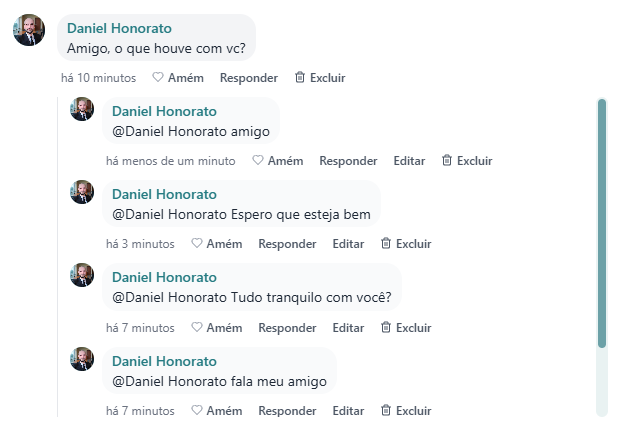 Daniel Honorato
Amigo, o que houve com vc?
há 10 minutos Amém Responder Excluir
Daniel Honorato
@Daniel Honorato amigo
há menos de um minuto Amém Responder Editar Excluir
Daniel Honorato
@Daniel Honorato Espero que esteja bem
há 3 minutos Amém Responder Editar Excluir
Daniel Honorato
@Daniel Honorato Tudo tranquilo com você?
há 7 minutos Amém Responder Editar Excluir
Daniel Honorato
@Daniel Honorato fala meu amigo
há 7 minutos Amém Responder Editar Excluir